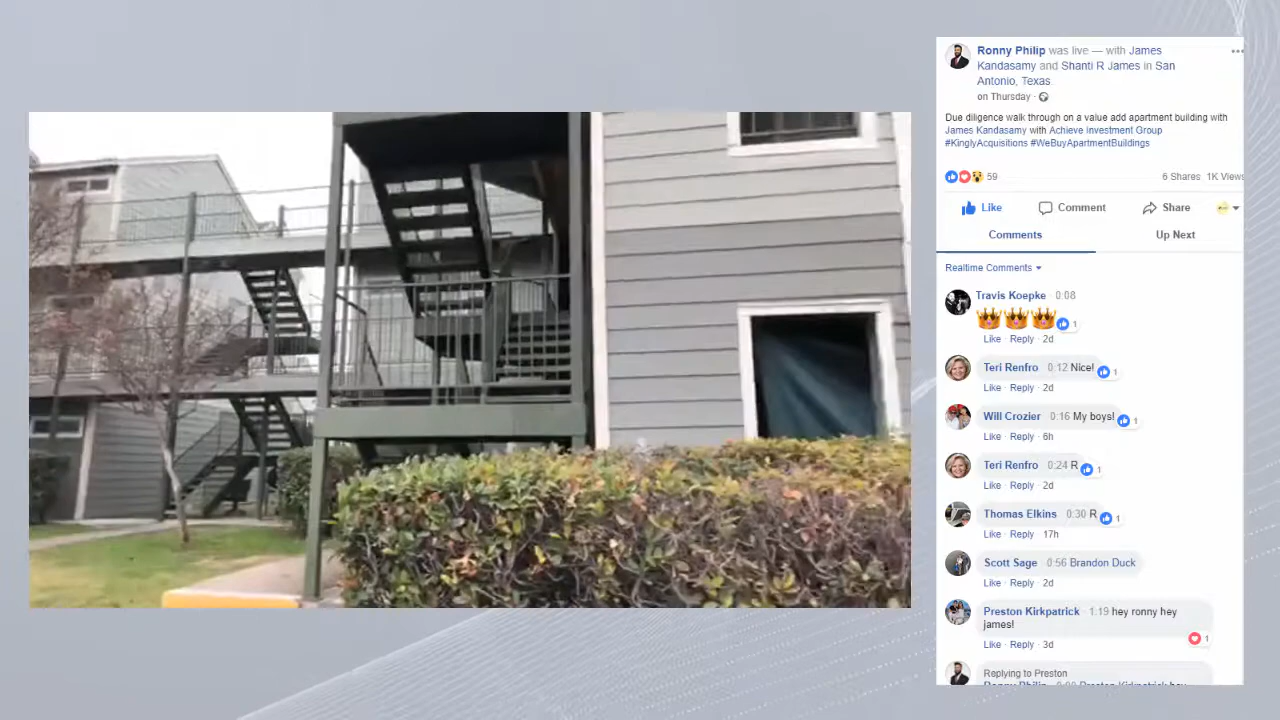 Ronny Philip was live — with James
Kandasamy and Shanti R James in San
Antonio, Texas.
on Thursday ·
Due diligence walk through on a value add apartment building with
James Kandasamy with Achieve Investment Group
#KinglyAcquisitions #WeBuyApartmentBuildings
59 6 Shares 1K Views
Like Comment Share
Comments Up Next
Realtime Comments
Travis Koepke · 0:08
1
Like · Reply · 2d
Teri Renfro · 0:12 Nice! 1
Like · Reply · 2d
Will Crozier · 0:16 My boys! 1
Like · Reply · 6h
Teri Renfro · 0:24 R 1
Like · Reply · 2d
Thomas Elkins · 0:30 R 1
Like · Reply · 17h
Scott Sage · 0:56 Brandon Duck
Like · Reply · 2d
Preston Kirkpatrick · 1:19 hey ronny hey
james!
1
Like · Reply · 3d
Replying to Preston